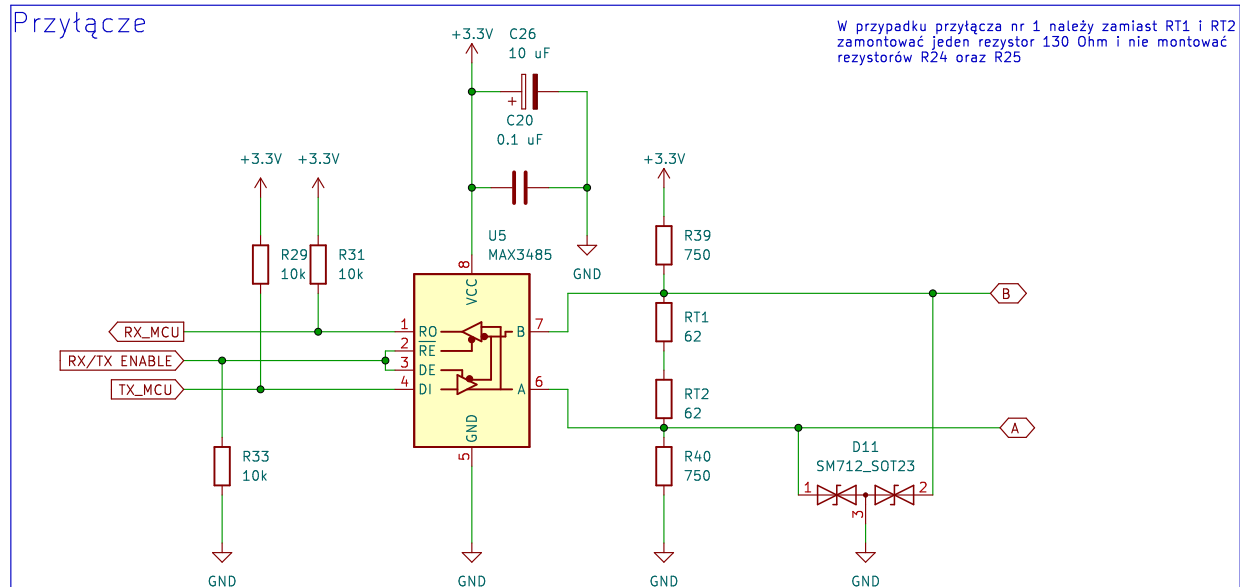 Przyłącze
W przypadku przyłącza nr 1 należy zamiast RT1 i RT2
zamontować jeden rezystor 130 Ohm i nie montować
rezystorów R24 oraz R25
+3.3V
C26
10 uF
+
C20
0.1 uF
+3.3V
+3.3V
+3.3V
R29
10k
R31
10k
U5
MAX3485
GND
R39
750
8
VCC
RX_MCU
1
RO
B
7
B
RX/TX ENABLE
2
RE
3
DE
TX_MCU
4
DI
A
6
RT1
62
RT2
62
A
GND
5
R33
10k
R40
750
D11
SM712_SOT23
1
2
3
GND
GND
GND
GND